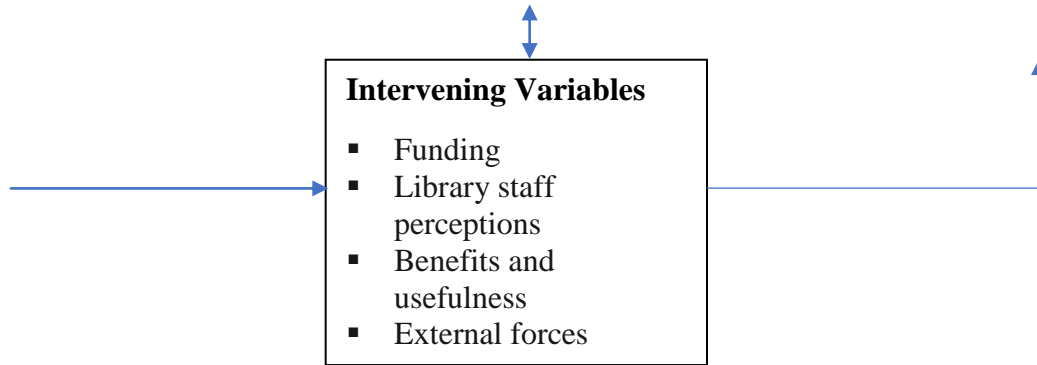 Intervening Variables
▪ Funding
▪ Library staff
perceptions
▪ Benefits and
usefulness
▪ External forces